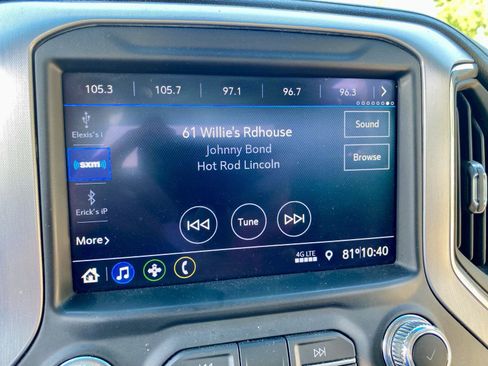 105.3 105.7 97.1 96.7 96.3
Elexis's i
61 Willie's Rdhouse
Sound
Johnny Bond
sxm
Hot Rod Lincoln
Browse
Erick's iP
Tune
More
4G LTE
81° 10:40